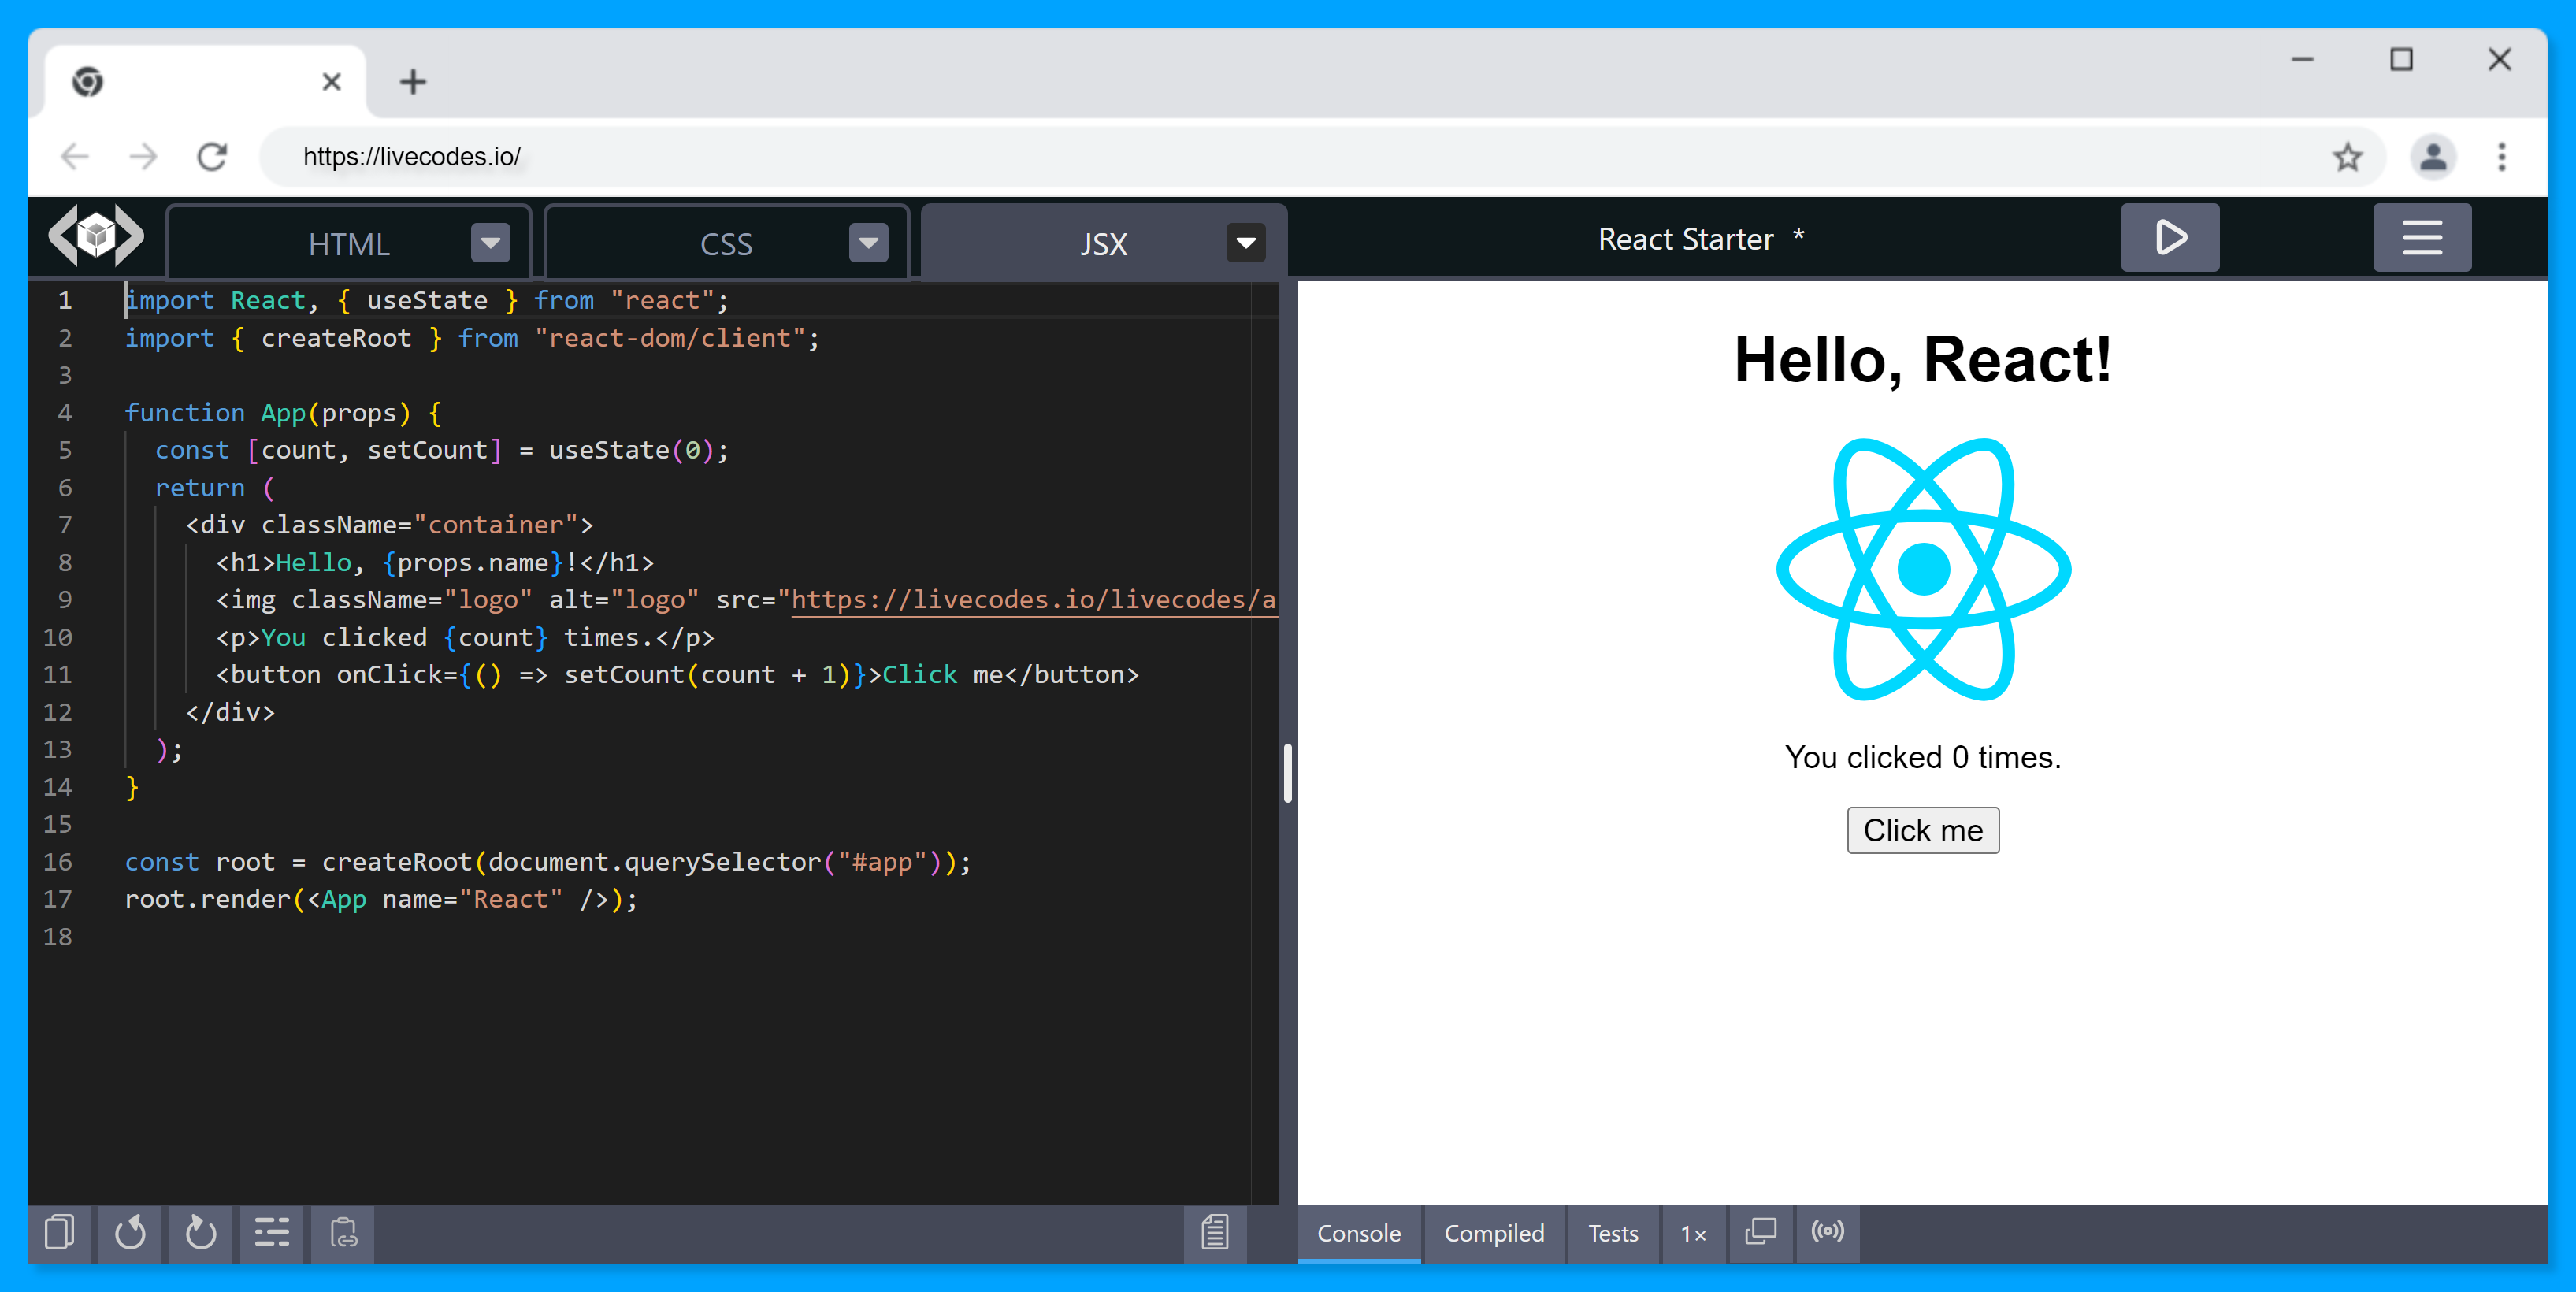 https://livecodes.io/
HTML CSS JSX React Starter *
1 import React, { useState } from "react";
2 import { createRoot } from "react-dom/client";
3
4 function App(props) {
5   const [count, setCount] = useState(0);
6   return (
7     <div className="container">
8       <h1>Hello, {props.name}!</h1>
9       <img className="logo" alt="logo" src="https://livecodes.io/livecodes/a
10       <p>You clicked {count} times.</p>
11       <button onClick={() => setCount(count + 1)}>Click me</button>
12     </div>
13   );
14 }
15
16 const root = createRoot(document.querySelector("#app"));
17 root.render(<App name="React" />);
18
Hello, React!
You clicked 0 times.
Click me
Console Compiled Tests 1×